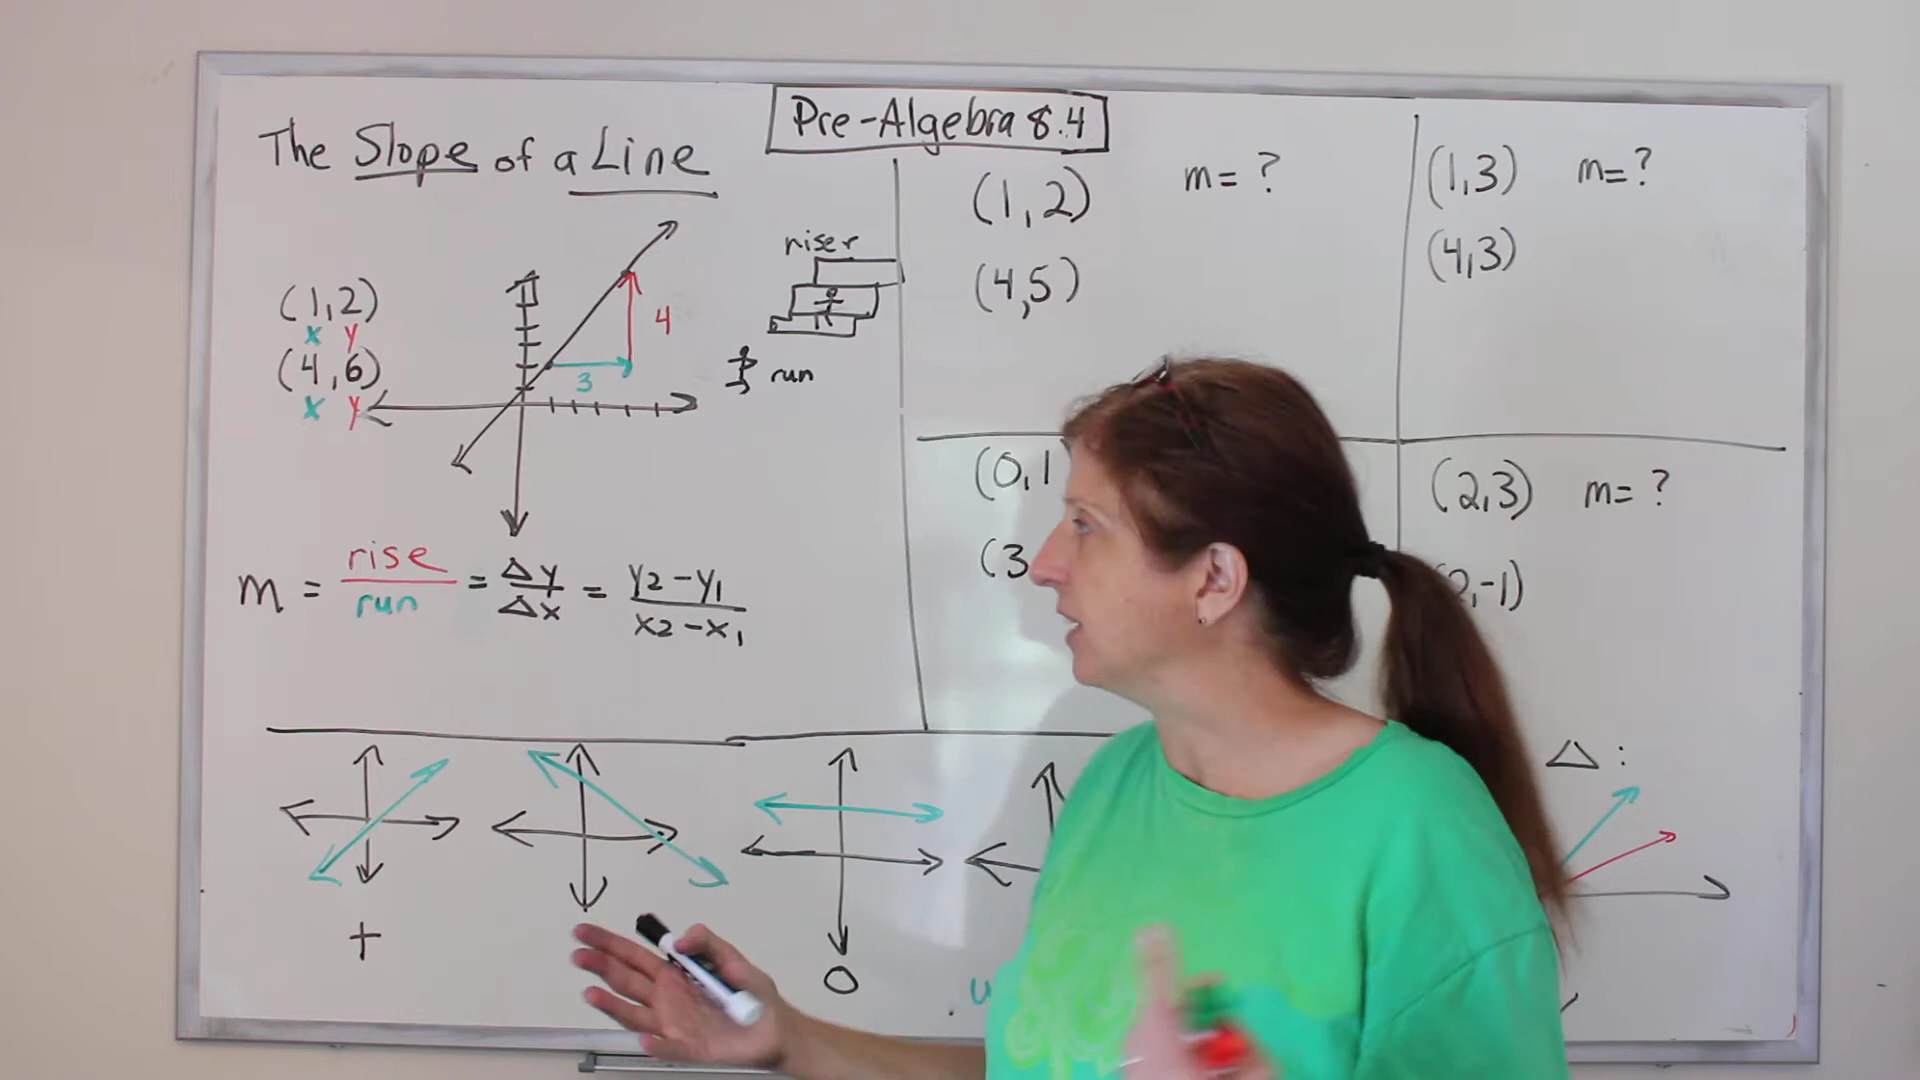 Pre-Algebra 8.4
The Slope of a Line
(1,2)
x y
(4,6)
x y
3
4
riser
run
m = rise/run = Δy/Δx = y2-y1/x2-x1
+
0
(1,2) m= ?
(4,5)
(1,3) m=?
(4,3)
(0,1
(3
(2,3) m= ?
2,-1)
Δ :